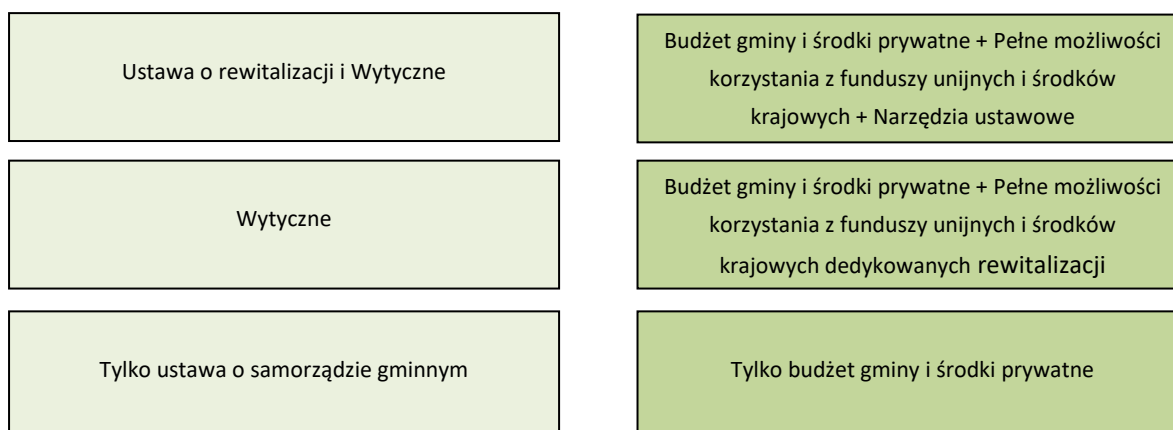 Ustawa o rewitalizacji i Wytyczne
Budżet gminy i środki prywatne + Pełne możliwości
korzystania z funduszy unijnych i środków
krajowych + Narzędzia ustawowe
Wytyczne
Budżet gminy i środki prywatne + Pełne możliwości
korzystania z funduszy unijnych i środków
krajowych dedykowanych rewitalizacji
Tylko ustawa o samorządzie gminnym
Tylko budżet gminy i środki prywatne